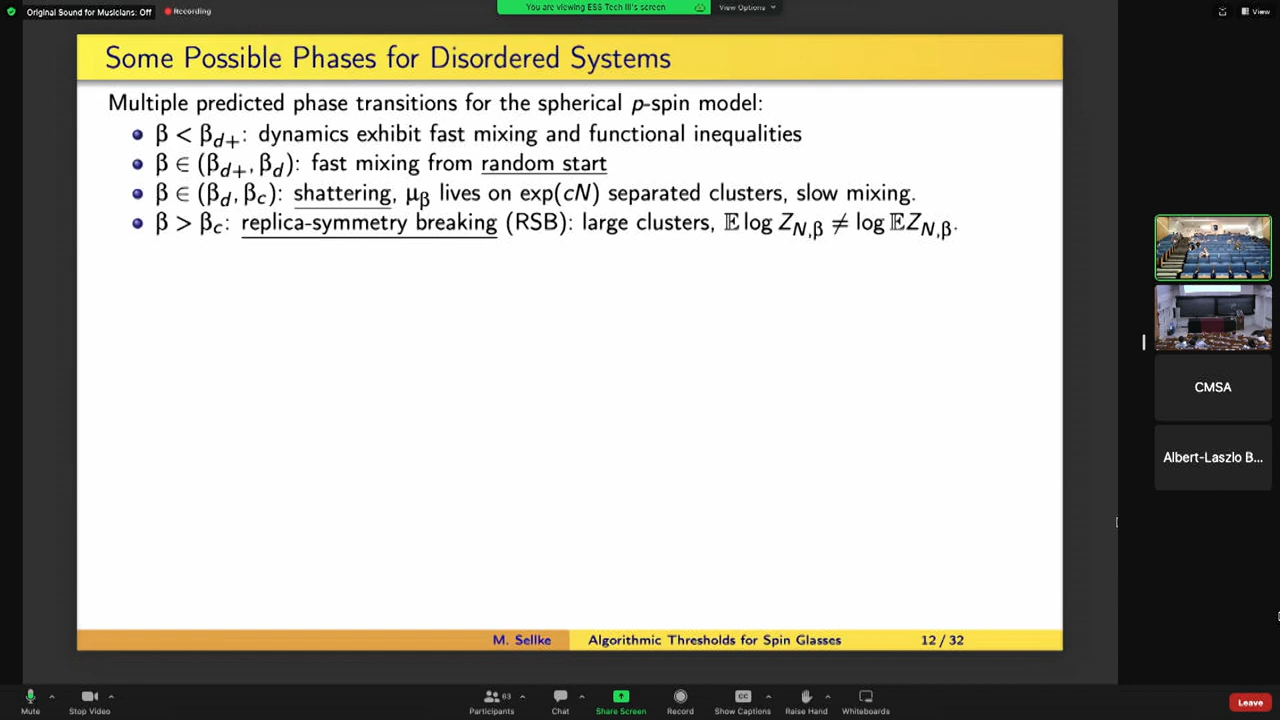 Original Sound for Musicians: Off
Recording
You are viewing ESS Tech III's screen
View Options
View
Some Possible Phases for Disordered Systems
Multiple predicted phase transitions for the spherical p-spin model:
β < β_{d+}: dynamics exhibit fast mixing and functional inequalities
β ∈ (β_{d+}, β_d): fast mixing from random start
β ∈ (β_d, β_c): shattering, μ_β lives on exp(cN) separated clusters, slow mixing.
β > β_c: replica-symmetry breaking (RSB): large clusters, 𝔼 log Z_{N,β} ≠ log 𝔼Z_{N,β}.
CMSA
Albert-Laszlo B...
M. Sellke
Algorithmic Thresholds for Spin Glasses
12 / 32
Mute
Stop Video
Participants
63
Chat
Share Screen
Record
CC
Show Captions
Raise Hand
Whiteboards
Leave